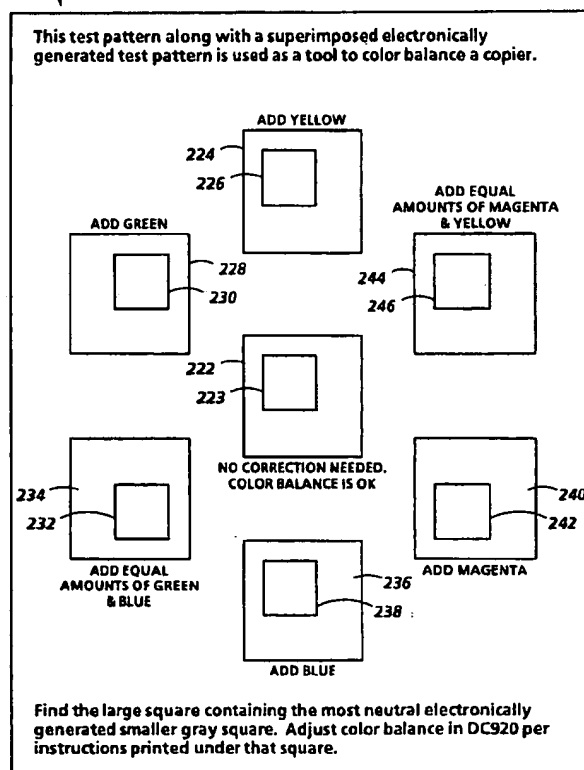 This test pattern along with a superimposed electronically
generated test pattern is used as a tool to color balance a copier.
ADD YELLOW
224
226
ADD EQUAL
AMOUNTS OF MAGENTA
& YELLOW
ADD GREEN
228
230
244
246
222
223
NO CORRECTION NEEDED.
COLOR BALANCE IS OK
234
232
ADD EQUAL
AMOUNTS OF GREEN
& BLUE
240
242
ADD MAGENTA
236
238
ADD BLUE
Find the large square containing the most neutral electronically
generated smaller gray square. Adjust color balance in DC920 per
instructions printed under that square.